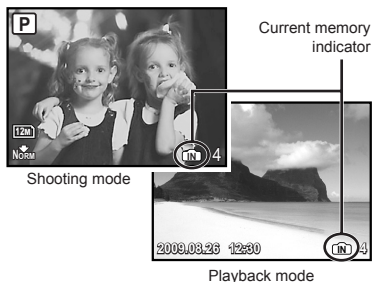 P
Current memory
indicator
12M
NORM
IN 4
Shooting mode
2009.08.26 12:30
IN 4
Playback mode